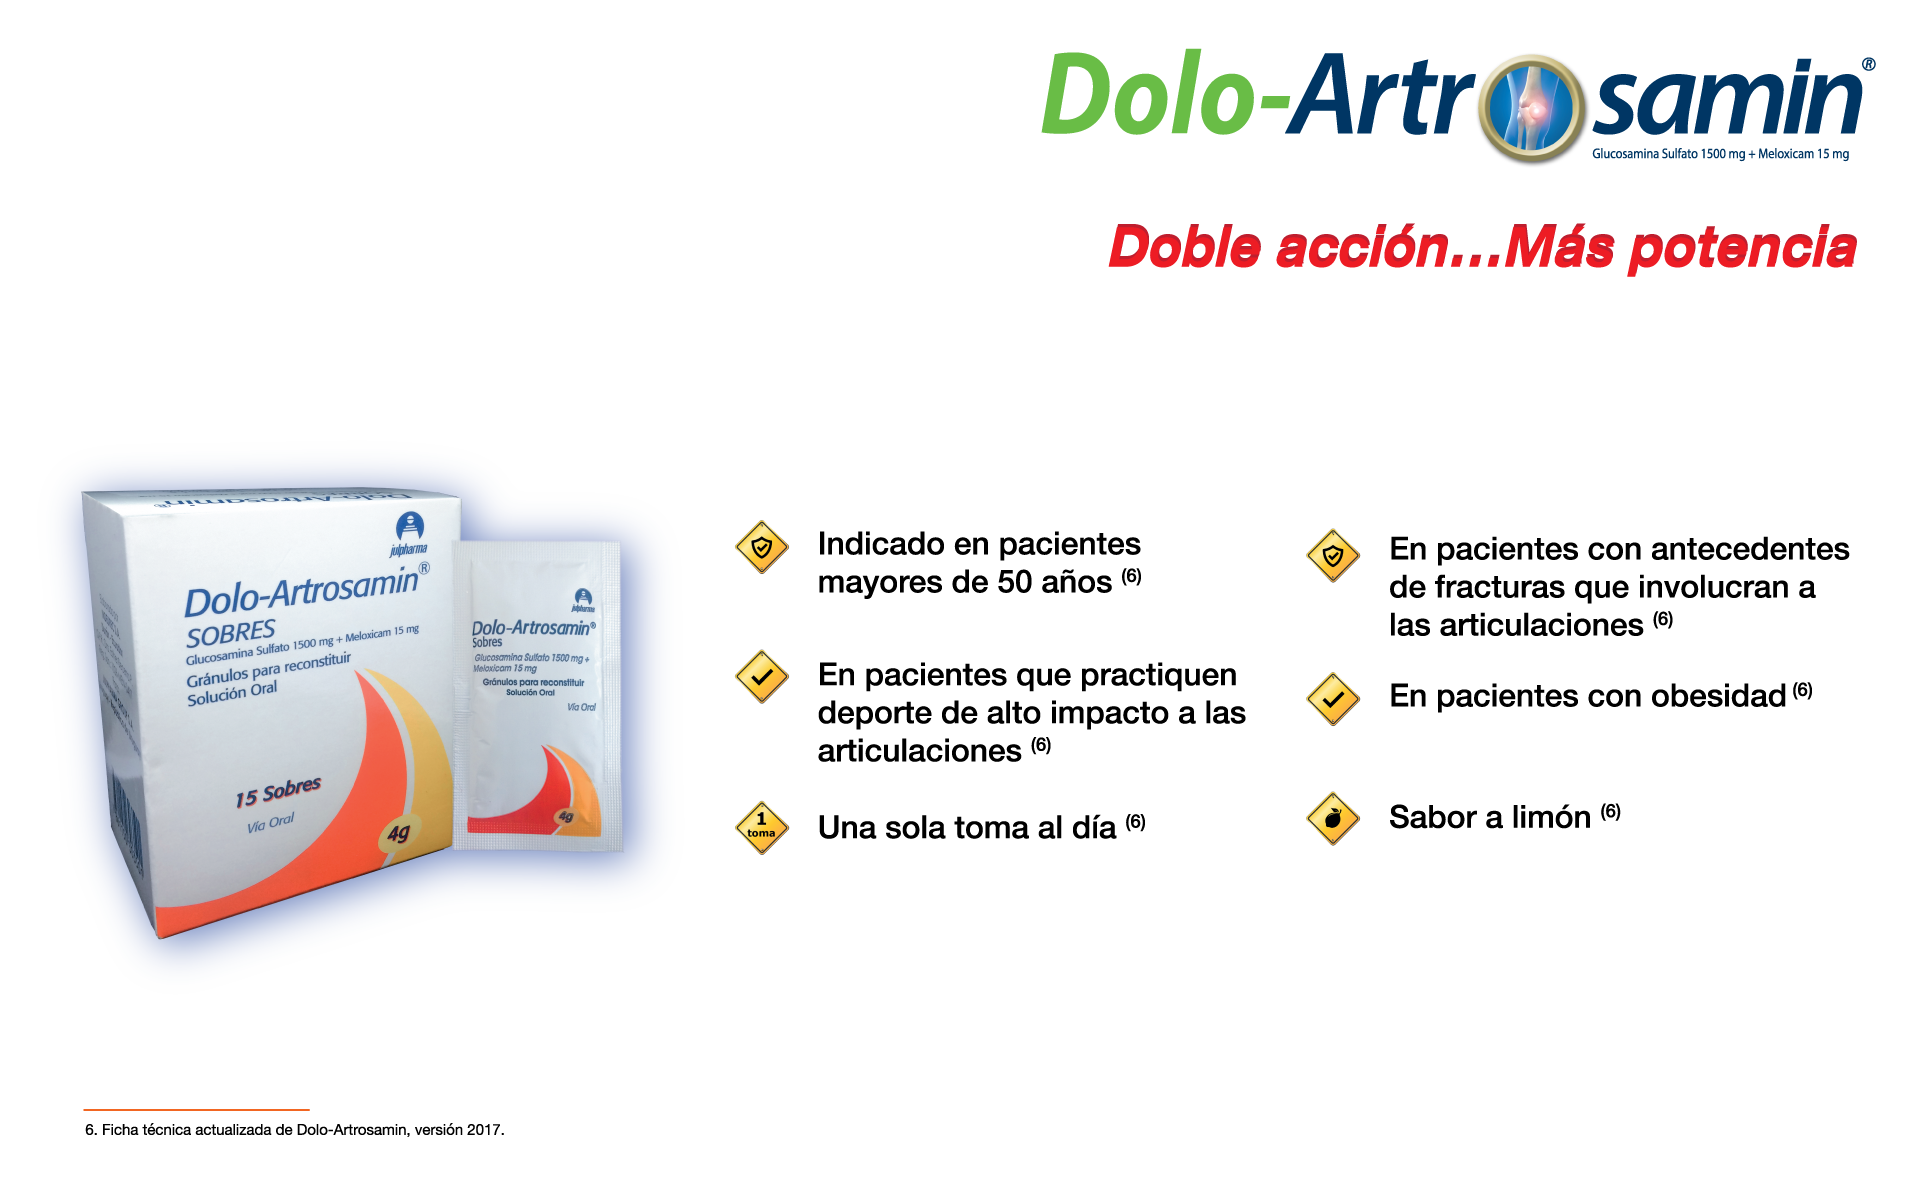 Dolo-Artrosamin®
Glucosamina Sulfato 1500 mg + Meloxicam 15 mg
Doble acción...Más potencia
Dolo-Artrosamin®
julpharma
Dolo-Artrosamin®
SOBRES
Glucosamina Sulfato 1500 mg + Meloxicam 15 mg
Gránulos para reconstituir
Solución Oral
15 Sobres
Vía Oral
4g
julpharma
Dolo-Artrosamin®
Sobres
Glucosamina Sulfato 1500 mg +
Meloxicam 15 mg
Gránulos para reconstituir
Solución Oral
Vía Oral
4g
Indicado en pacientes
mayores de 50 años (6)
En pacientes que practiquen
deporte de alto impacto a las
articulaciones (6)
1
toma
Una sola toma al día (6)
En pacientes con antecedentes
de fracturas que involucran a
las articulaciones (6)
En pacientes con obesidad (6)
Sabor a limón (6)
6. Ficha técnica actualizada de Dolo-Artrosamin, versión 2017.